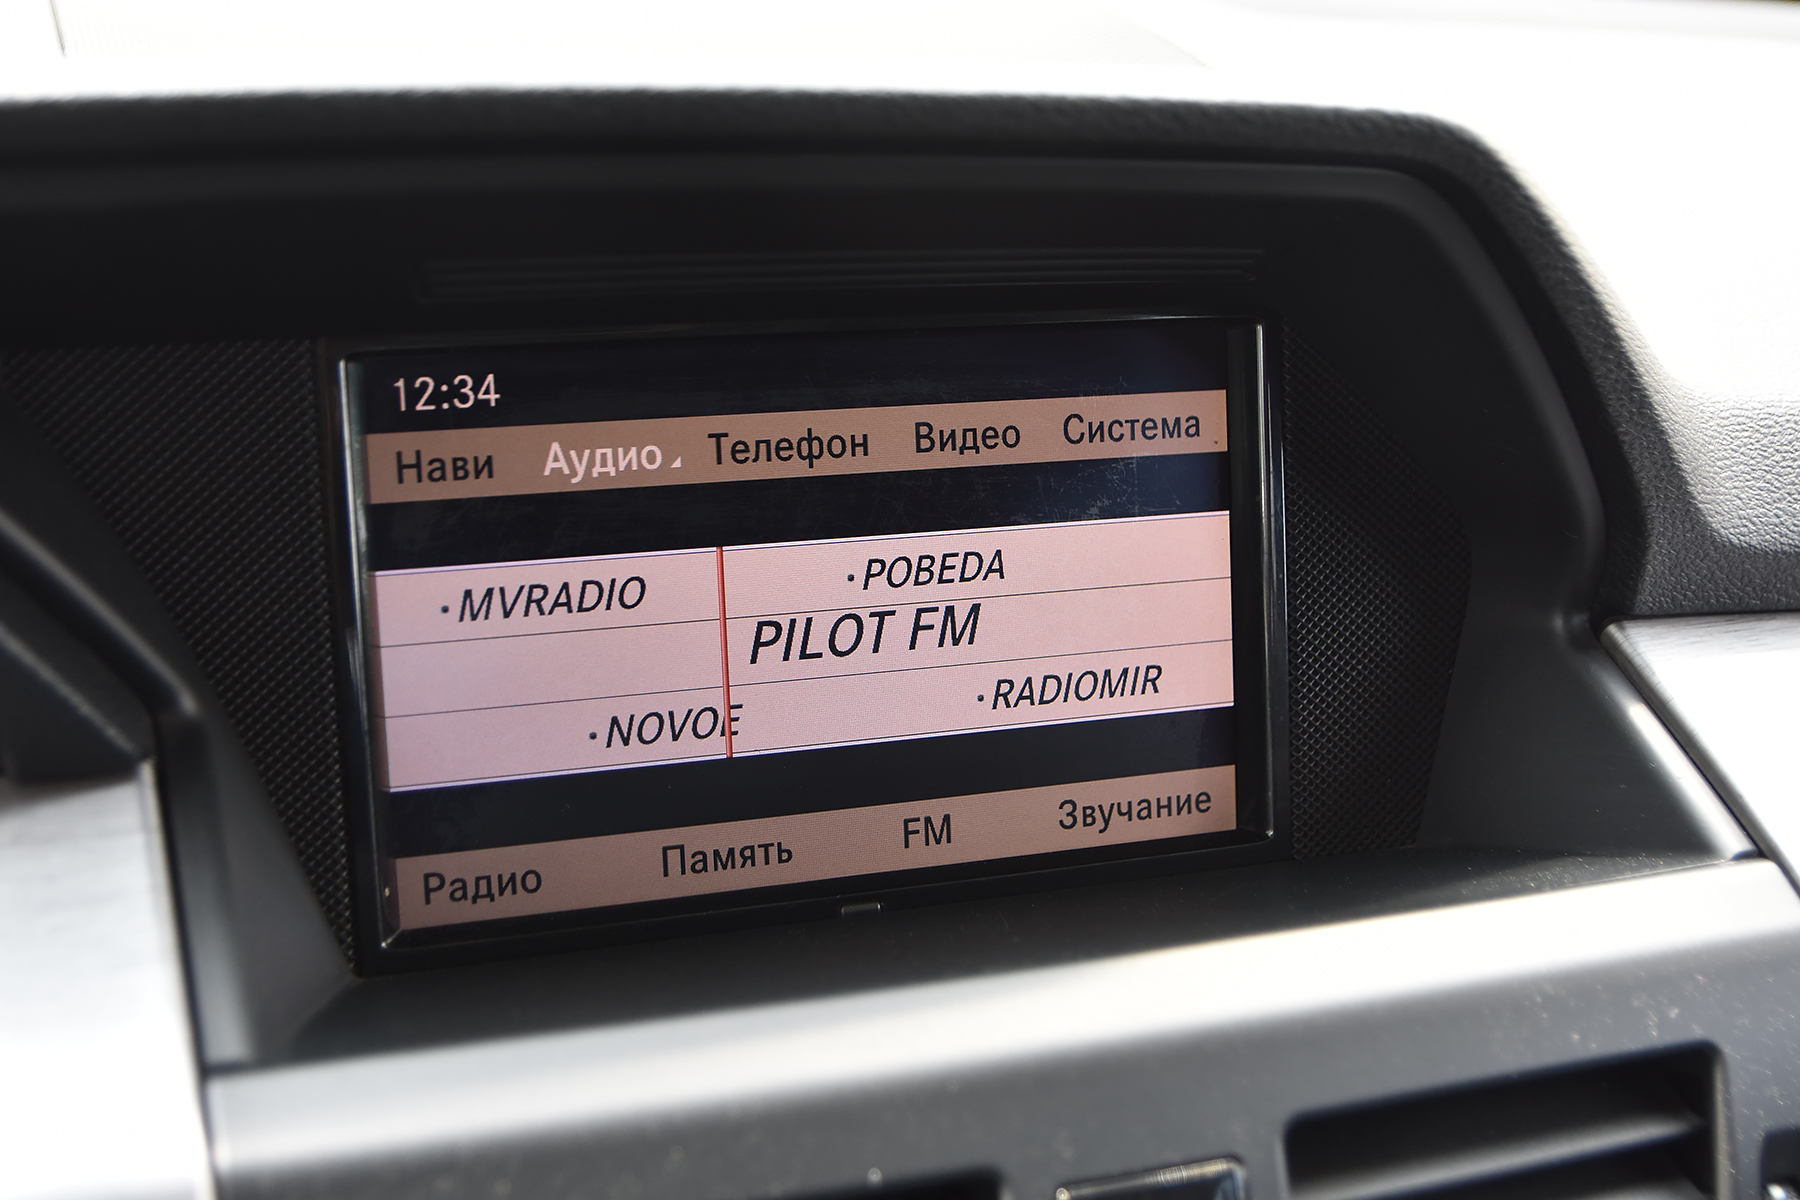 12:34
Нави Аудио Телефон Видео Система
·MVRADIO ·POBEDA
PILOT FM
·NOVOE ·RADIOMIR
Радио Память FM Звучание